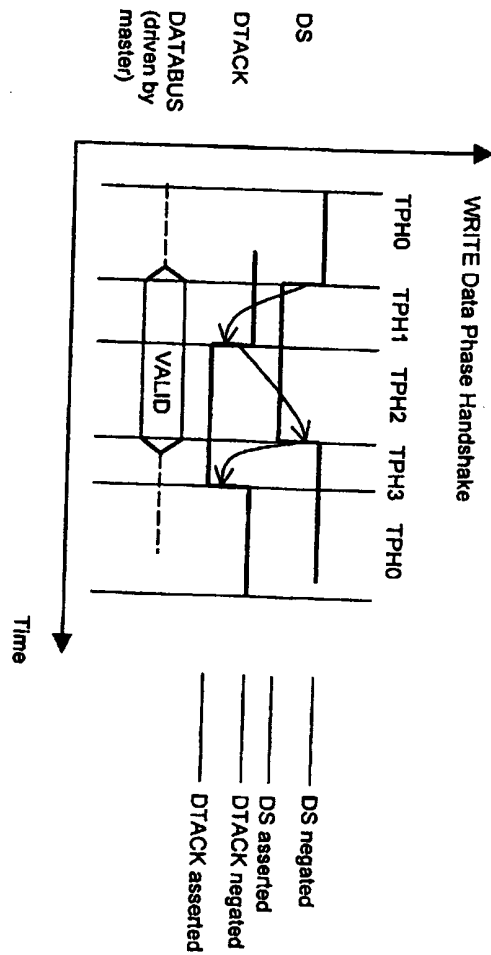 WRITE Data Phase Handshake
TPH0 TPH1 TPH2 TPH3 TPH0
DS
DTACK
DATABUS
(driven by
master)
VALID
DS negated
DS asserted
DTACK negated
DTACK asserted
Time